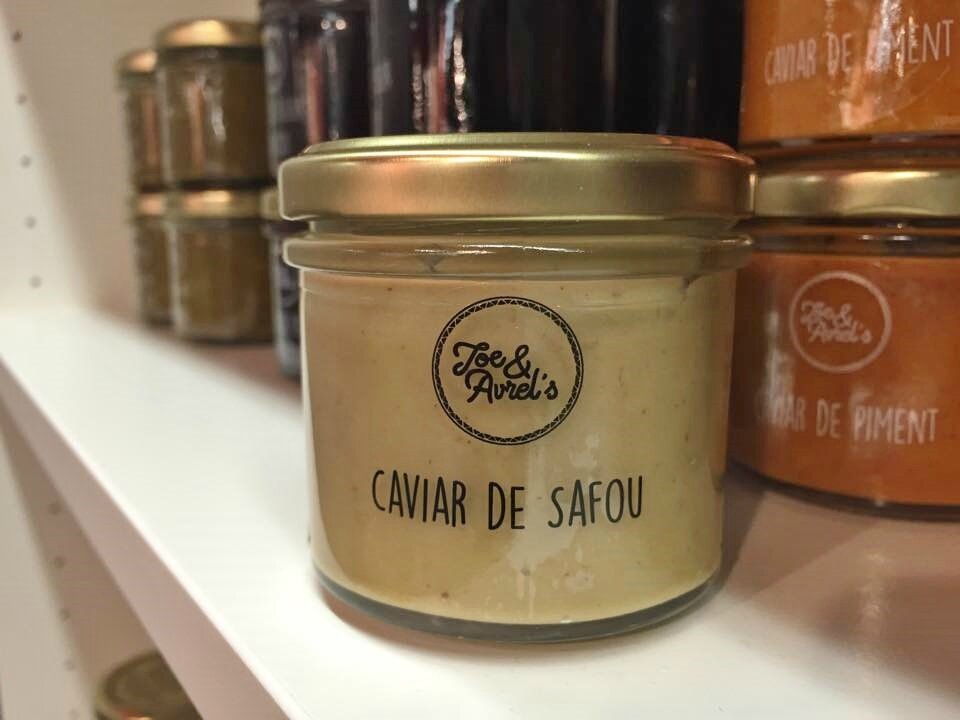 Joe &
Avrel's
CAVIAR DE SAFOU
CAVIAR DE PIMENT
Joe &
Avrel's
CAVIAR DE PIMENT